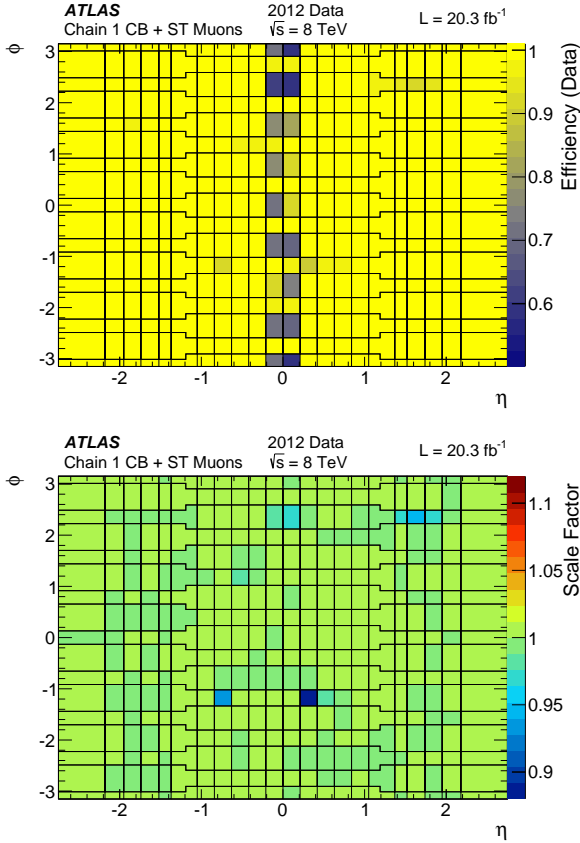 ATLAS 2012 Data L = 20.3 fb⁻¹
Chain 1 CB + ST Muons √s = 8 TeV
φ
3
2
1
0
-1
-2
-3
-2 -1 0 1 2
η
1
0.9
0.8
0.7
0.6
Efficiency (Data)
ATLAS 2012 Data L = 20.3 fb⁻¹
Chain 1 CB + ST Muons √s = 8 TeV
φ
3
2
1
0
-1
-2
-3
-2 -1 0 1 2
η
1.1
1.05
1
0.95
0.9
Scale Factor